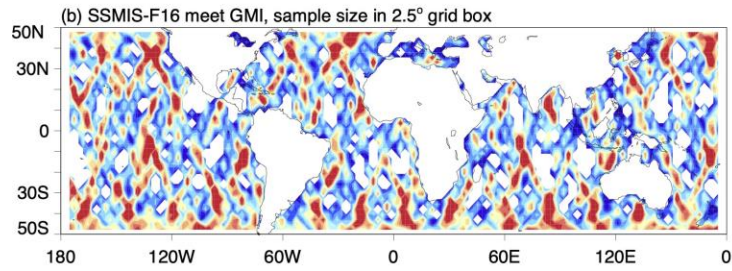 (b) SSMIS-F16 meet GMI, sample size in 2.5° grid box
50N
30N
0
30S
50S
180 120W 60W 0 60E 120E 0